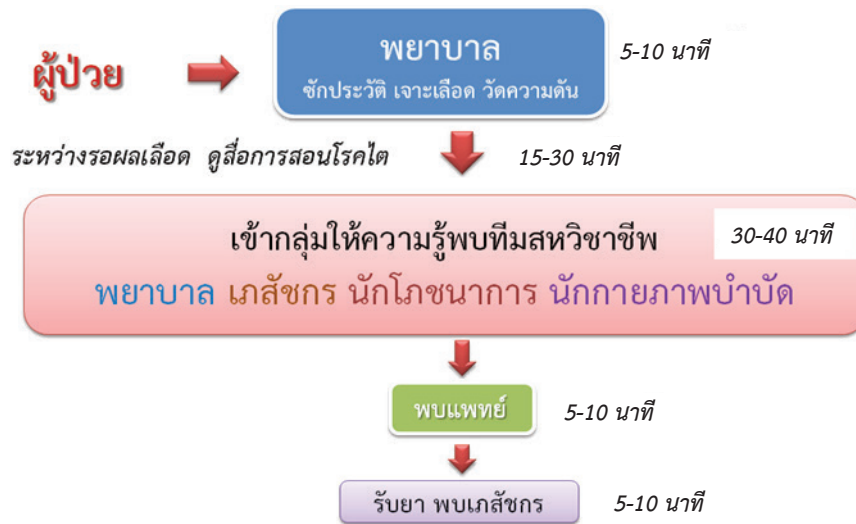 ผู้ป่วย
พยาบาล
ซักประวัติ เจาะเลือด วัดความดัน
5-10 นาที
ระหว่างรอผลเลือด ดูสื่อการสอนโรคไต
15-30 นาที
เข้ากลุ่มให้ความรู้พบทีมสหวิชาชีพ
30-40 นาที
พยาบาล เภสัชกร นักโภชนาการ นักกายภาพบำบัด
พบแพทย์
5-10 นาที
รับยา พบเภสัชกร
5-10 นาที